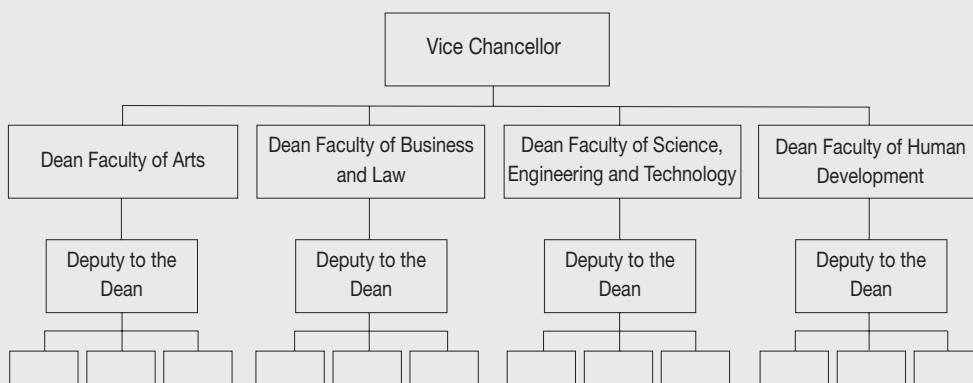 Vice Chancellor
Dean Faculty of Arts
Dean Faculty of Business
and Law
Dean Faculty of Science,
Engineering and Technology
Dean Faculty of Human
Development
Deputy to the
Dean
Deputy to the
Dean
Deputy to the
Dean
Deputy to the
Dean